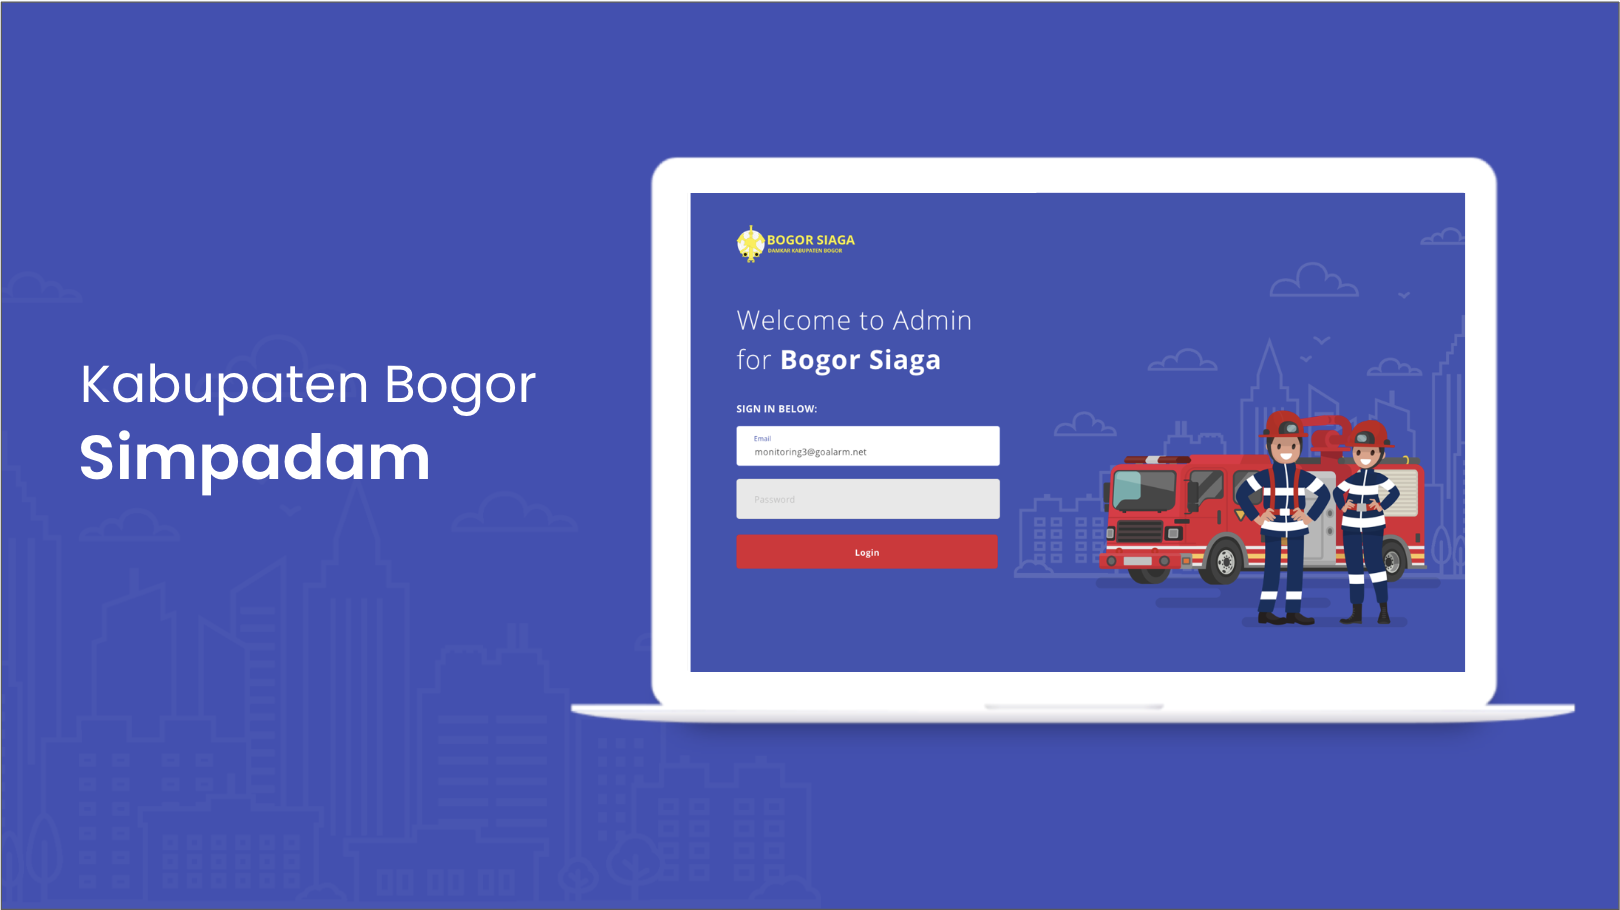 Kabupaten Bogor
Simpadam
BOGOR SIAGA
DAMKAR KABUPATEN BOGOR
Welcome to Admin
for Bogor Siaga
SIGN IN BELOW:
Email
monitoring3@goalarm.net
Password
Login